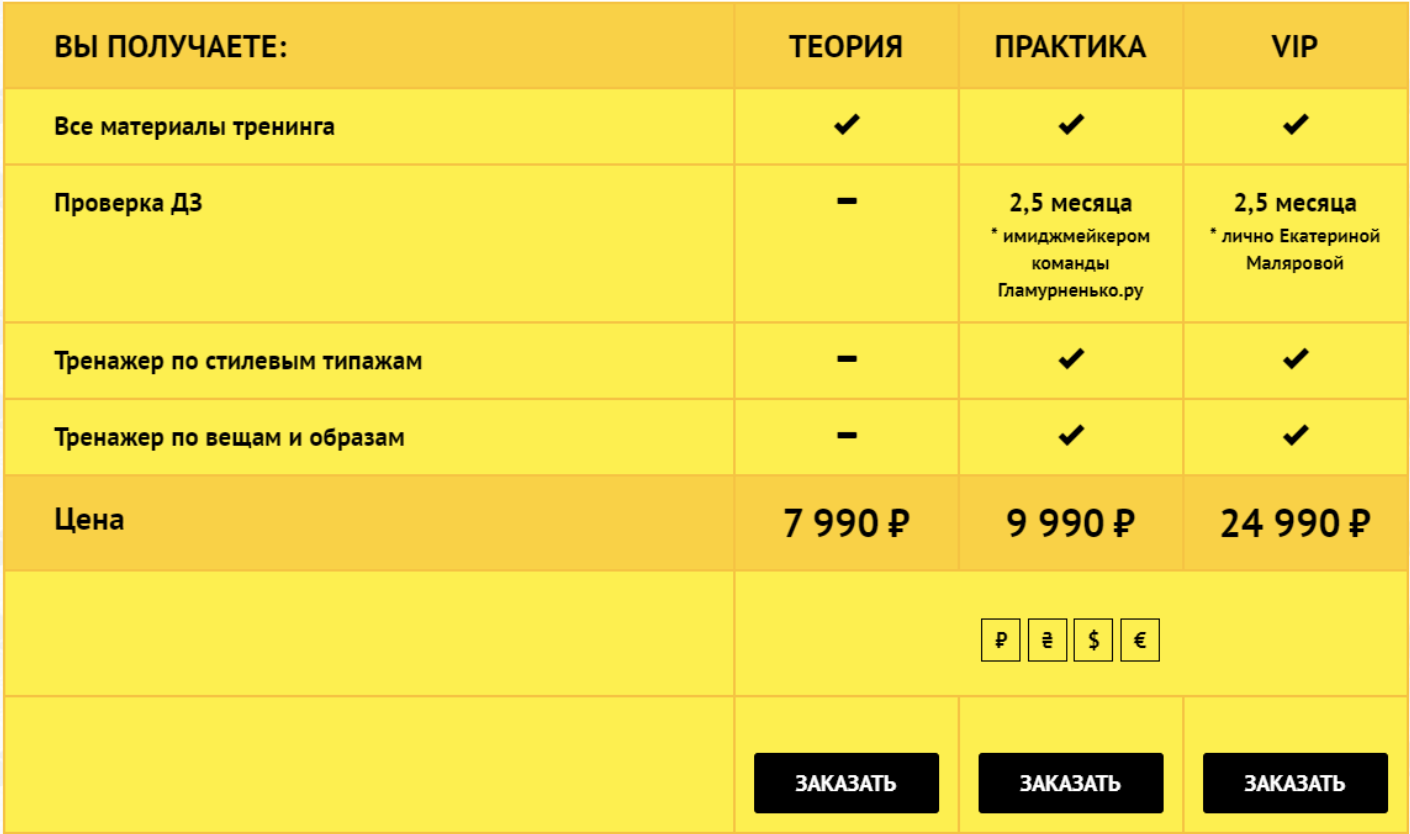 ВЫ ПОЛУЧАЕТЕ:
ТЕОРИЯ
ПРАКТИКА
VIP
Все материалы тренинга
Проверка ДЗ
2,5 месяца
* имиджмейкером
команды
Гламурненько.ру
2,5 месяца
* лично Екатериной
Маляровой
Тренажер по стилевым типажам
Тренажер по вещам и образам
Цена
7 990 ₽
9 990 ₽
24 990 ₽
₽ ₴ $ €
ЗАКАЗАТЬ
ЗАКАЗАТЬ
ЗАКАЗАТЬ